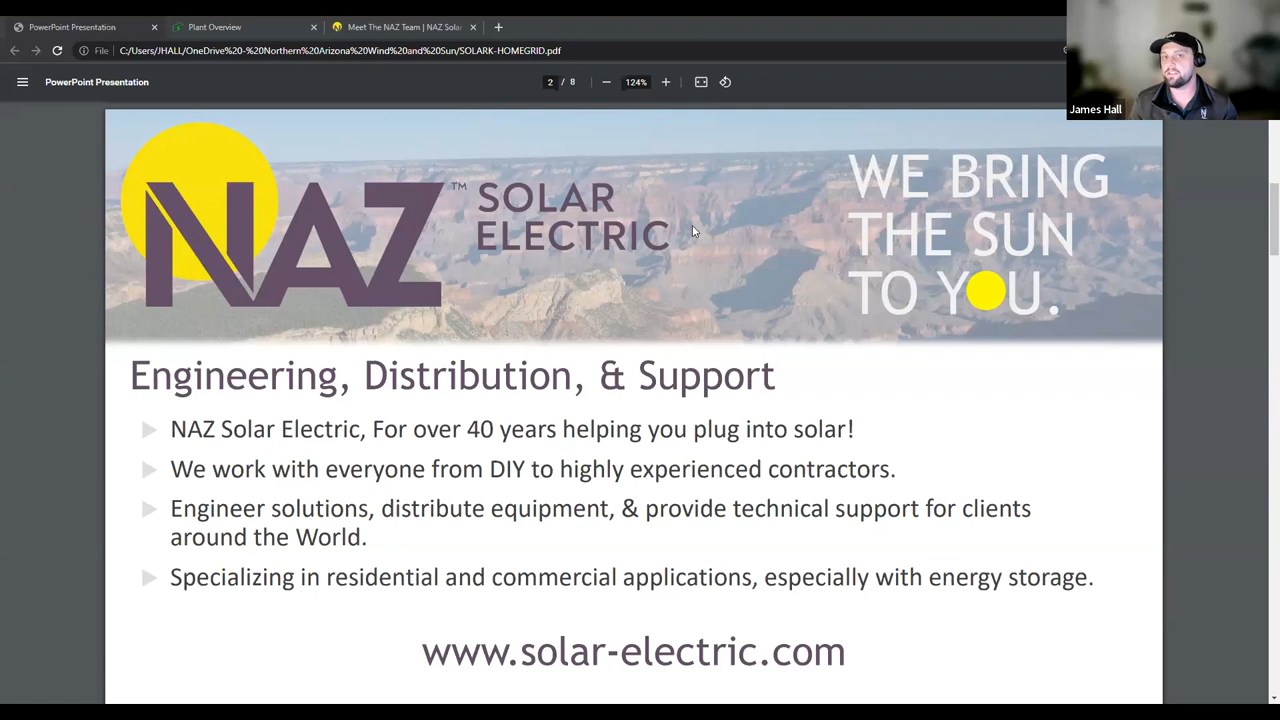 PowerPoint Presentation
Plant Overview
Meet The NAZ Team | NAZ Sola
File C:/Users/JHALL/OneDrive%20-%20Northern%20Arizona%20Wind%20and%20Sun/SOLARK-HOMEGRID.pdf
PowerPoint Presentation
2 / 8
124%
James Hall
NAZ™ SOLAR
ELECTRIC
WE BRING
THE SUN
TO YOU.
Engineering, Distribution, & Support
NAZ Solar Electric, For over 40 years helping you plug into solar!
We work with everyone from DIY to highly experienced contractors.
Engineer solutions, distribute equipment, & provide technical support for clients
around the World.
Specializing in residential and commercial applications, especially with energy storage.
www.solar-electric.com